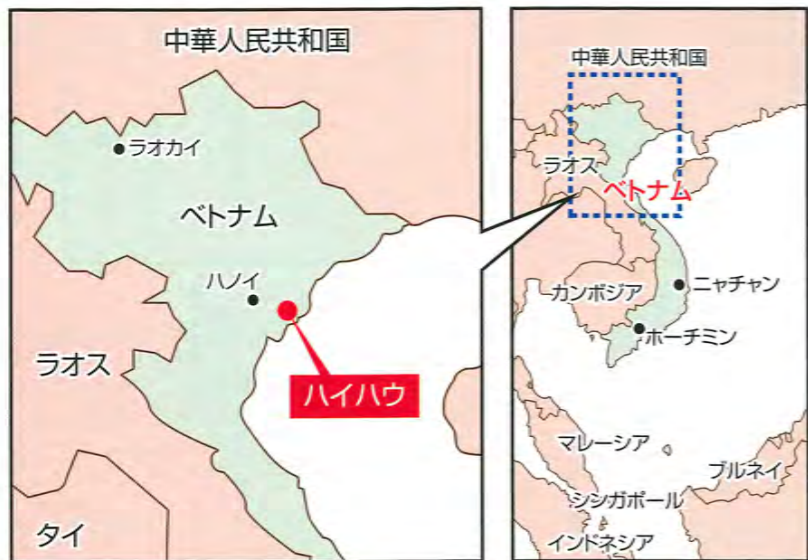 中華人民共和国
ラオカイ
ベトナム
ハノイ
ラオス
ハイハウ
タイ
中華人民共和国
ラオス
ベトナム
カンボジア
ニャチャン
ホーチミン
マレーシア
ブルネイ
シンガポール
インドネシア